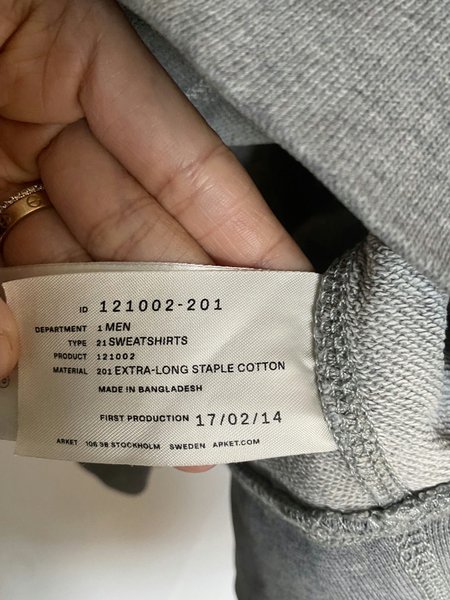 ID 121002-201
DEPARTMENT 1 MEN
TYPE 21 SWEATSHIRTS
PRODUCT 121002
MATERIAL 201 EXTRA-LONG STAPLE COTTON
MADE IN BANGLADESH
FIRST PRODUCTION 17/02/14
ARKET 106 38 STOCKHOLM SWEDEN ARKET.COM